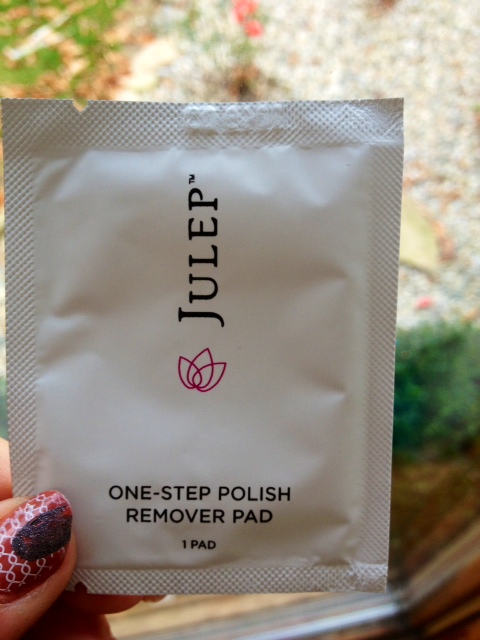 JULEP™
ONE-STEP POLISH
REMOVER PAD
1 PAD